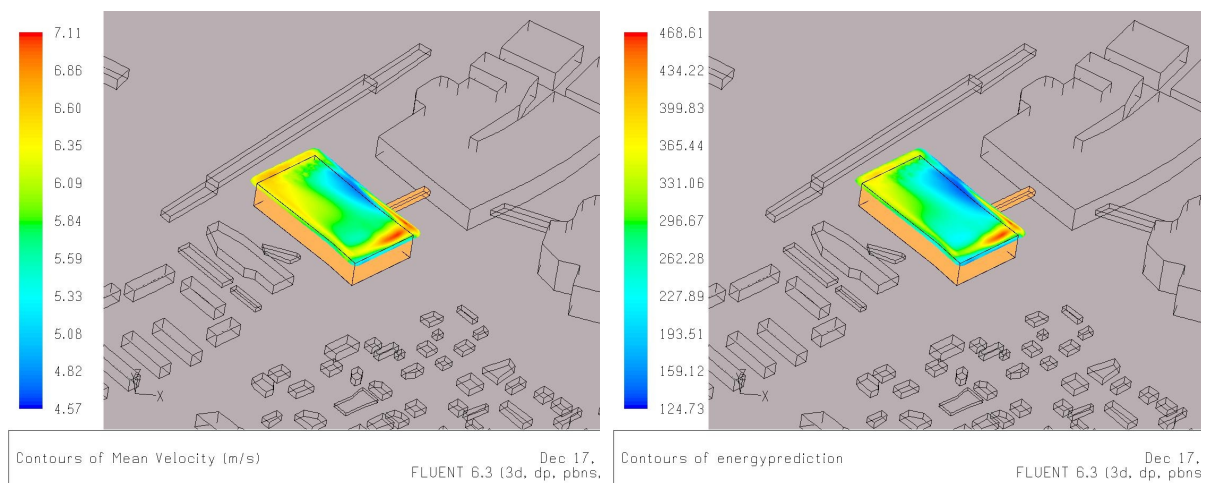 7.11
6.86
6.60
6.35
6.09
5.84
5.59
5.33
5.08
4.82
4.57
Z
X
Contours of Mean Velocity (m/s)
Dec 17,
FLUENT 6.3 (3d, dp, pbns,
468.61
434.22
399.83
365.44
331.06
296.67
262.28
227.89
193.51
159.12
124.73
Z
X
Contours of energyprediction
Dec 17,
FLUENT 6.3 (3d, dp, pbns,